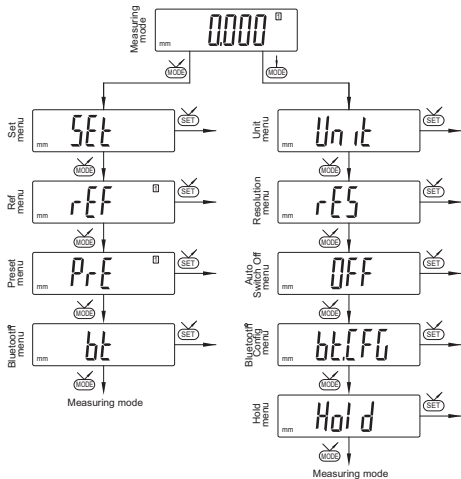 Measuring
mode
0.000
1
mm
MODE
MODE
Set
menu
SEt
mm
SET
MODE
Ref
menu
rEF
1
mm
SET
MODE
Preset
menu
PrE
1
mm
SET
MODE
Bluetooth
menu
bt
mm
SET
MODE
Measuring mode
Unit
menu
Unit
mm
SET
MODE
Resolution
menu
rES
mm
SET
MODE
Auto
Switch Off
menu
OFF
mm
SET
MODE
Bluetooth
Config
menu
bt.CFG
mm
SET
MODE
Hold
menu
Hold
mm
SET
MODE
Measuring mode